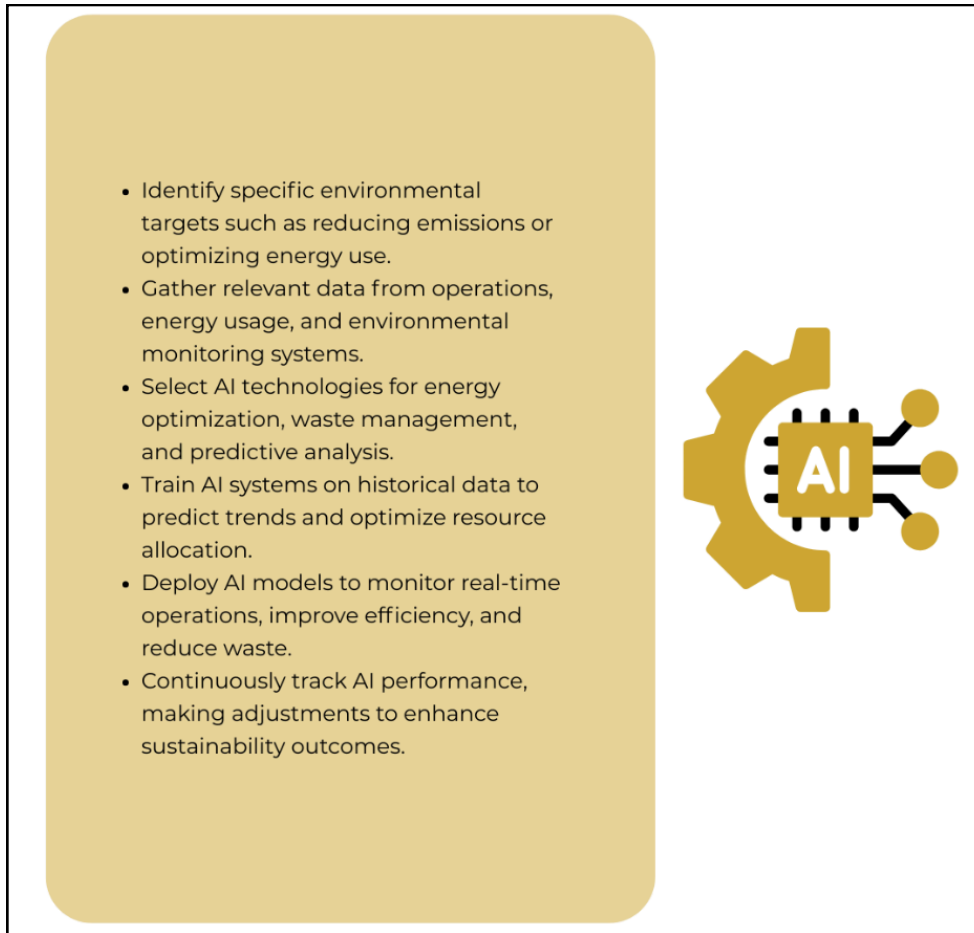 • Identify specific environmental
targets such as reducing emissions or
optimizing energy use.
• Gather relevant data from operations,
energy usage, and environmental
monitoring systems.
• Select AI technologies for energy
optimization, waste management,
and predictive analysis.
• Train AI systems on historical data to
predict trends and optimize resource
allocation.
• Deploy AI models to monitor real-time
operations, improve efficiency, and
reduce waste.
• Continuously track AI performance,
making adjustments to enhance
sustainability outcomes.
AI